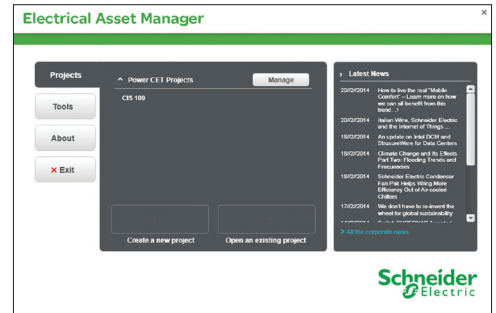 Electrical Asset Manager
Projects
Tools
About
× Exit
Power CET Projects
Manage
CIS 100
Create a new project
Open an existing project
Latest News
20/2/2014 How to live the real "Mobile
Comfort" – Learn more on how
we can all benefit from this
trend...!
20/2/2014 Italian Wine, Schneider Electric
and the Internet of Things ...
19/2/2014 An update on Intel DCM and
StruxureWare for Data Centers
19/2/2014 Climate Change and Its Effects
Part Two: Flooding Trends and
Frequencies
19/2/2014 Schneider Electric Condenser
Fan Pak Helps Wring More
Efficiency Out of Air-cooled
Chillers
17/2/2014 We don't have to re-invent the
wheel for global sustainability
> All the corporate news
Schneider
Electric